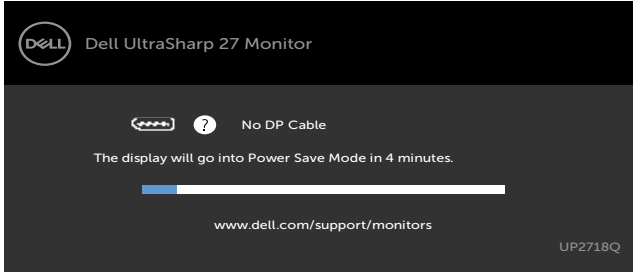 DELL Dell UltraSharp 27 Monitor
? No DP Cable
The display will go into Power Save Mode in 4 minutes.
www.dell.com/support/monitors
UP2718Q